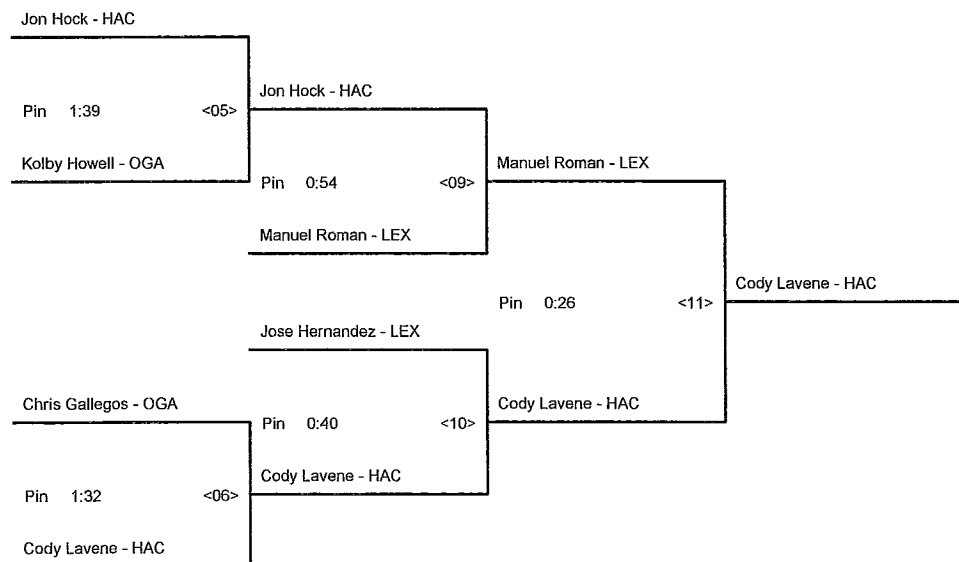 Jon Hock - HAC
Jon Hock - HAC
Pin 1:39 <05>
Kolby Howell - OGA
Manuel Roman - LEX
Pin 0:54 <09>
Manuel Roman - LEX
Cody Lavene - HAC
Pin 0:26 <11>
Jose Hernandez - LEX
Chris Gallegos - OGA
Cody Lavene - HAC
Pin 0:40 <10>
Cody Lavene - HAC
Pin 1:32 <06>
Cody Lavene - HAC